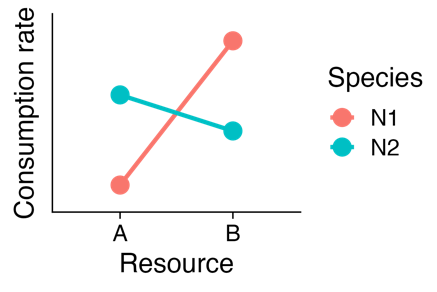 Consumption rate
A
B
Resource
Species
N1
N2